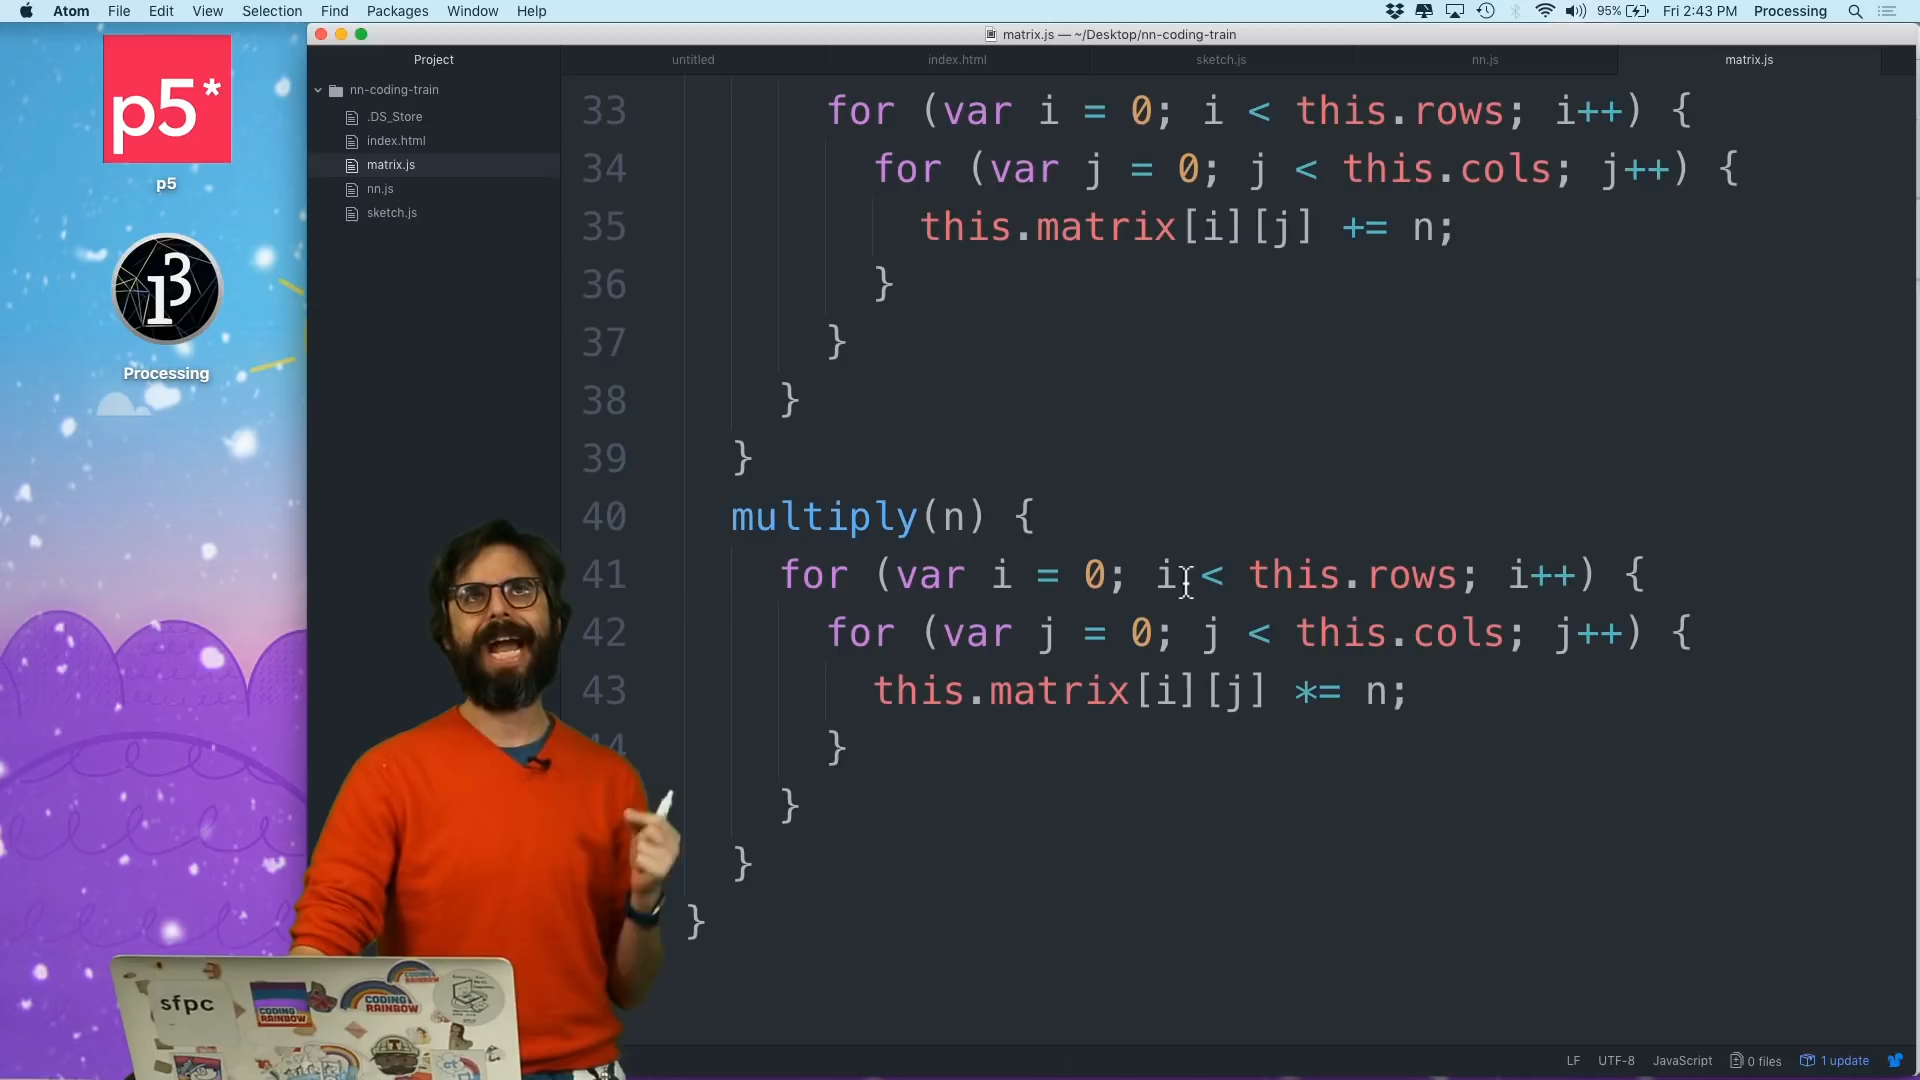 Atom File Edit View Selection Find Packages Window Help
95% Fri 2:43 PM Processing
matrix.js — ~/Desktop/nn-coding-train
Project
untitled
index.html
sketch.js
nn.js
matrix.js
nn-coding-train
.DS_Store
index.html
matrix.js
nn.js
sketch.js
p5*
p5
Processing
33 for (var i = 0; i < this.rows; i++) {
34 for (var j = 0; j < this.cols; j++) {
35 this.matrix[i][j] += n;
36 }
37 }
38 }
39 }
40 multiply(n) {
41 for (var i = 0; i < this.rows; i++) {
42 for (var j = 0; j < this.cols; j++) {
43 this.matrix[i][j] *= n;
}
}
}
}
sfpc
CODING
RAINBOW
CODING
RAINBOW
LF UTF-8 JavaScript 0 files 1 update